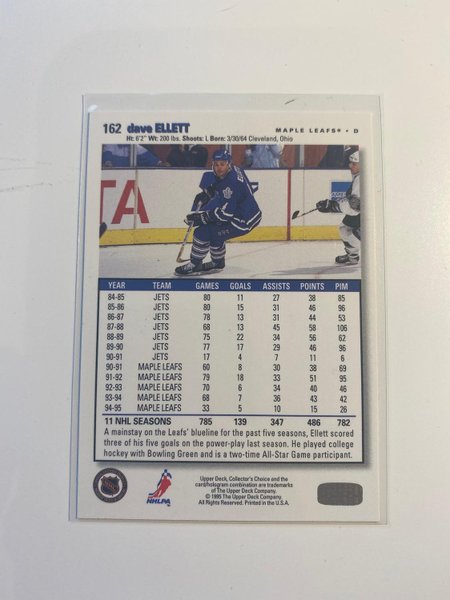 162 dave ELLETT MAPLE LEAFS® • D
Ht: 6'2" Wt: 200 lbs. Shoots: L Born: 3/30/64 Cleveland, Ohio
TA
YEAR TEAM GAMES GOALS ASSISTS POINTS PIM
84-85 JETS 80 11 27 38 85
85-86 JETS 80 15 31 46 96
86-87 JETS 78 13 31 44 53
87-88 JETS 68 13 45 58 106
88-89 JETS 75 22 34 56 62
89-90 JETS 77 17 29 46 96
90-91 JETS 17 4 7 11 6
90-91 MAPLE LEAFS 60 8 30 38 69
91-92 MAPLE LEAFS 79 18 33 51 95
92-93 MAPLE LEAFS 70 6 34 40 46
93-94 MAPLE LEAFS 68 7 36 43 42
94-95 MAPLE LEAFS 33 5 10 15 26
11 NHL SEASONS 785 139 347 486 782
A mainstay on the Leafs' blueline for the past five seasons, Ellett scored
three of his five goals on the power-play last season. He played college
hockey with Bowling Green and is a two-time All-Star Game participant.
NHLPA
Upper Deck, Collector's Choice and the
card/hologram combination are trademarks
of The Upper Deck Company.
© 1995 The Upper Deck Company.
All Rights Reserved. Printed in the U.S.A.